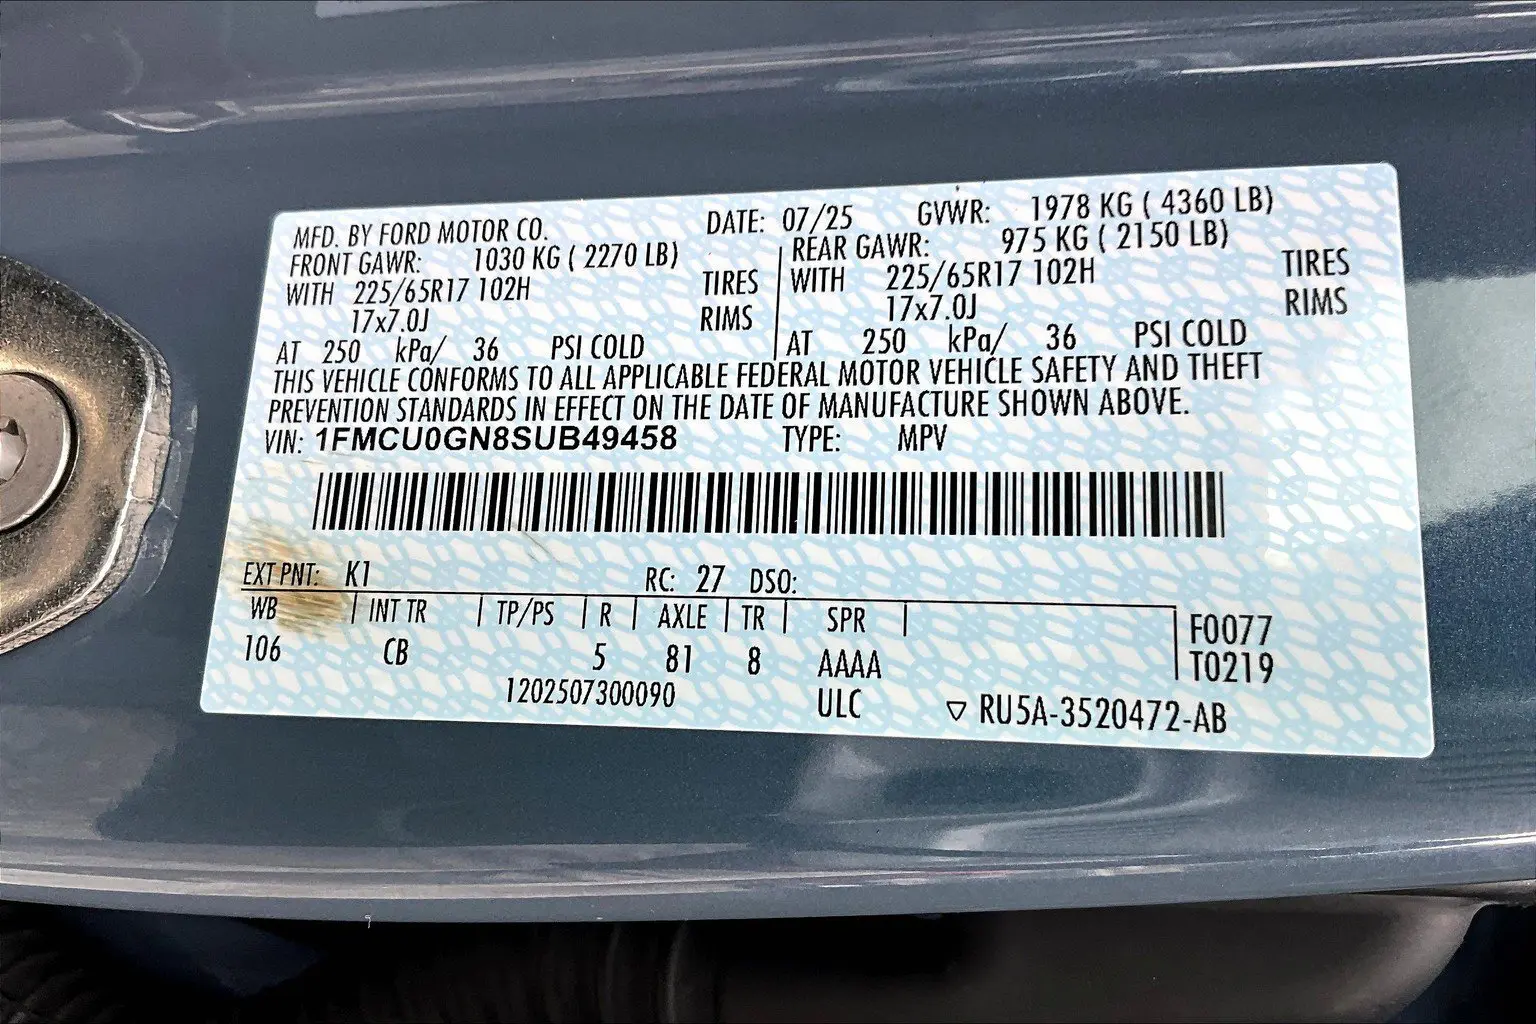 MFD. BY FORD MOTOR CO. DATE: 07/25 GVWR: 1978 KG ( 4360 LB)
FRONT GAWR: 1030 KG ( 2270 LB) REAR GAWR: 975 KG ( 2150 LB)
WITH 225/65R17 102H TIRES WITH 225/65R17 102H TIRES
17x7.0J RIMS 17x7.0J RIMS
AT 250 kPa/ 36 PSI COLD AT 250 kPa/ 36 PSI COLD
THIS VEHICLE CONFORMS TO ALL APPLICABLE FEDERAL MOTOR VEHICLE SAFETY AND THEFT
PREVENTION STANDARDS IN EFFECT ON THE DATE OF MANUFACTURE SHOWN ABOVE.
VIN: 1FMCU0GN8SUB49458 TYPE: MPV
EXT PNT: K1 RC: 27 DSO:
WB INT TR TP/PS R AXLE TR SPR F0077
106 CB 5 81 8 AAAA T0219
1202507300090 ULC ▽ RU5A-3520472-AB